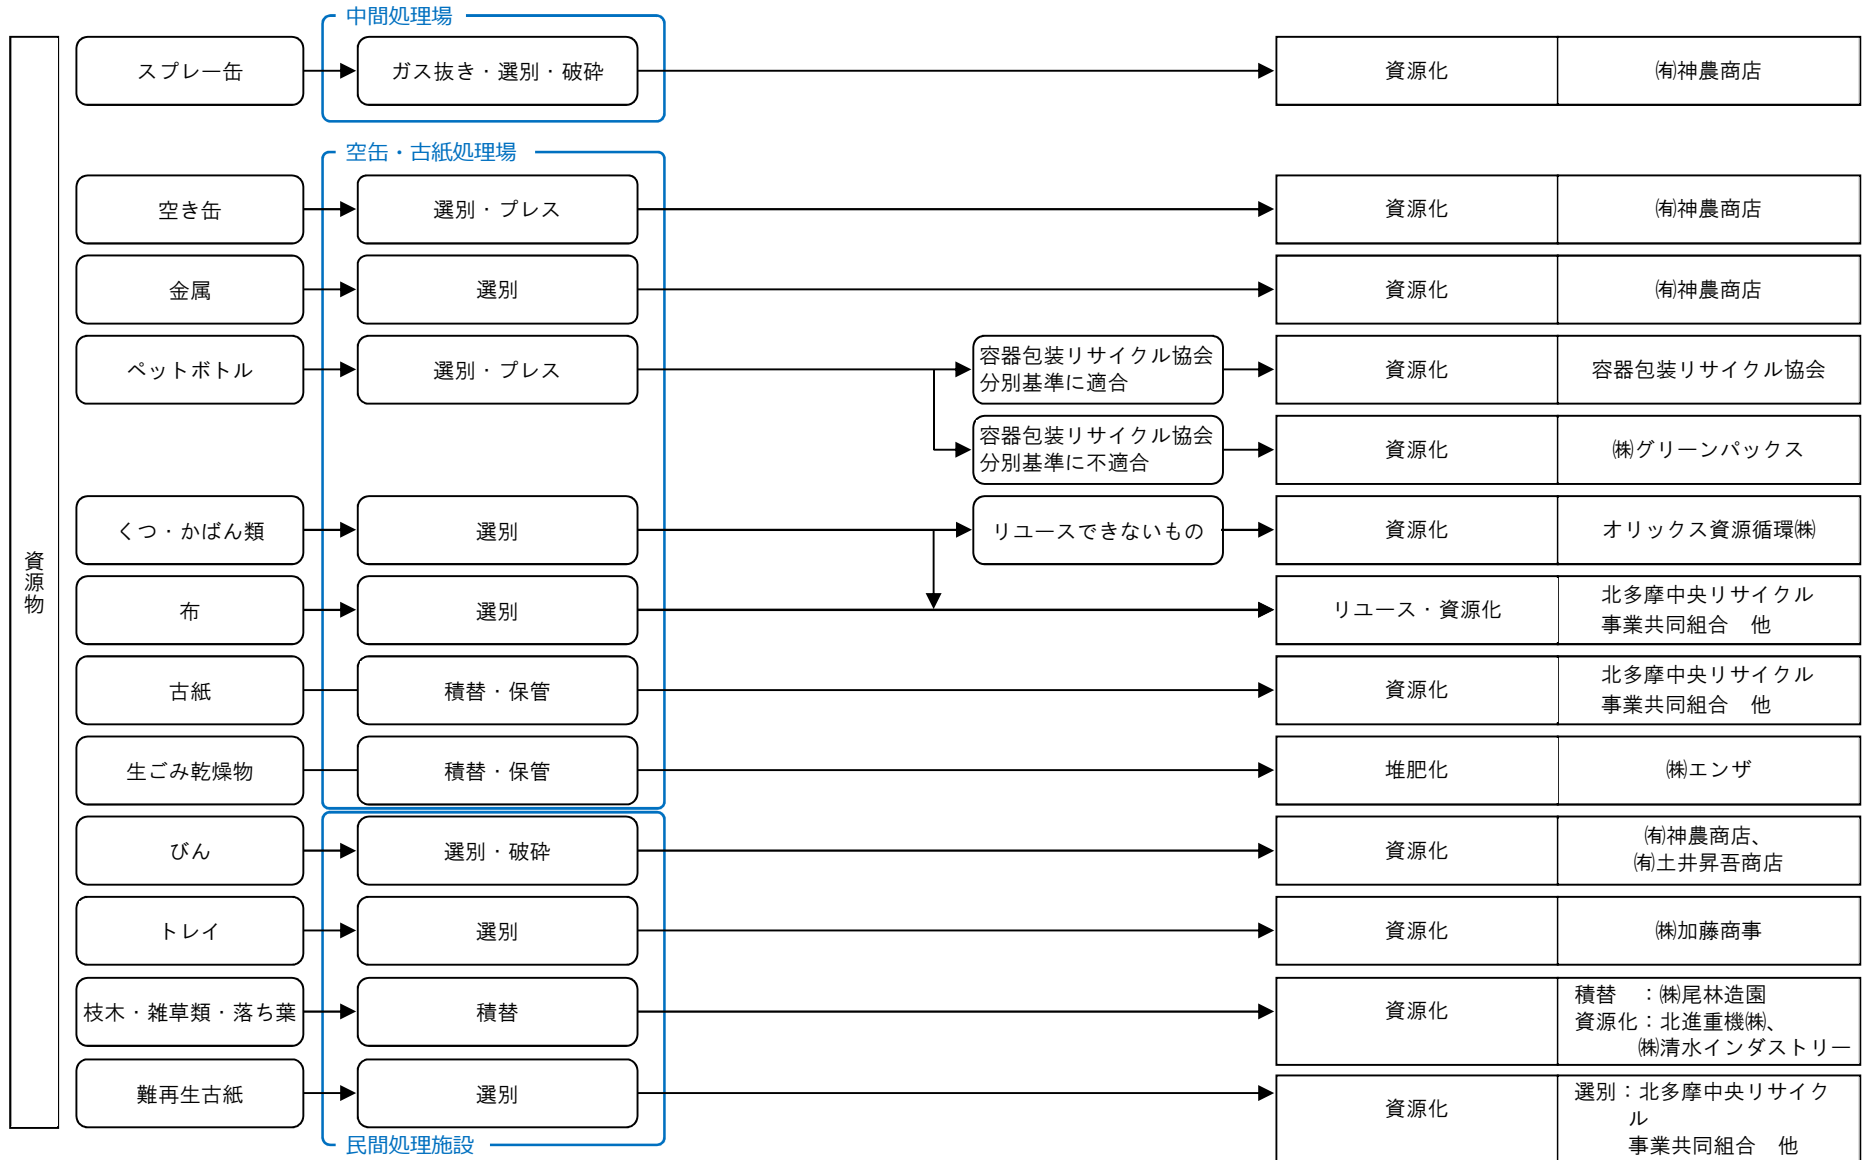 中間処理場
スプレー缶
ガス抜き・選別・破砕
資源化
㈲神農商店
空缶・古紙処理場
空き缶
選別・プレス
資源化
㈲神農商店
金属
選別
資源化
㈲神農商店
ペットボトル
選別・プレス
容器包装リサイクル協会
分別基準に適合
資源化
容器包装リサイクル協会
容器包装リサイクル協会
分別基準に不適合
資源化
㈱グリーンパックス
資源物
くつ・かばん類
選別
リユースできないもの
資源化
オリックス資源循環㈱
布
選別
リユース・資源化
北多摩中央リサイクル
事業共同組合　他
古紙
積替・保管
資源化
北多摩中央リサイクル
事業共同組合　他
生ごみ乾燥物
積替・保管
堆肥化
㈱エンザ
びん
選別・破砕
資源化
㈲神農商店、
㈲土井昇吾商店
トレイ
選別
資源化
㈱加藤商事
枝木・雑草類・落ち葉
積替
資源化
積替　：㈱尾林造園
資源化：北進重機㈱、
㈱清水インダストリー
難再生古紙
選別
資源化
選別：北多摩中央リサイク
ル
事業共同組合　他
民間処理施設